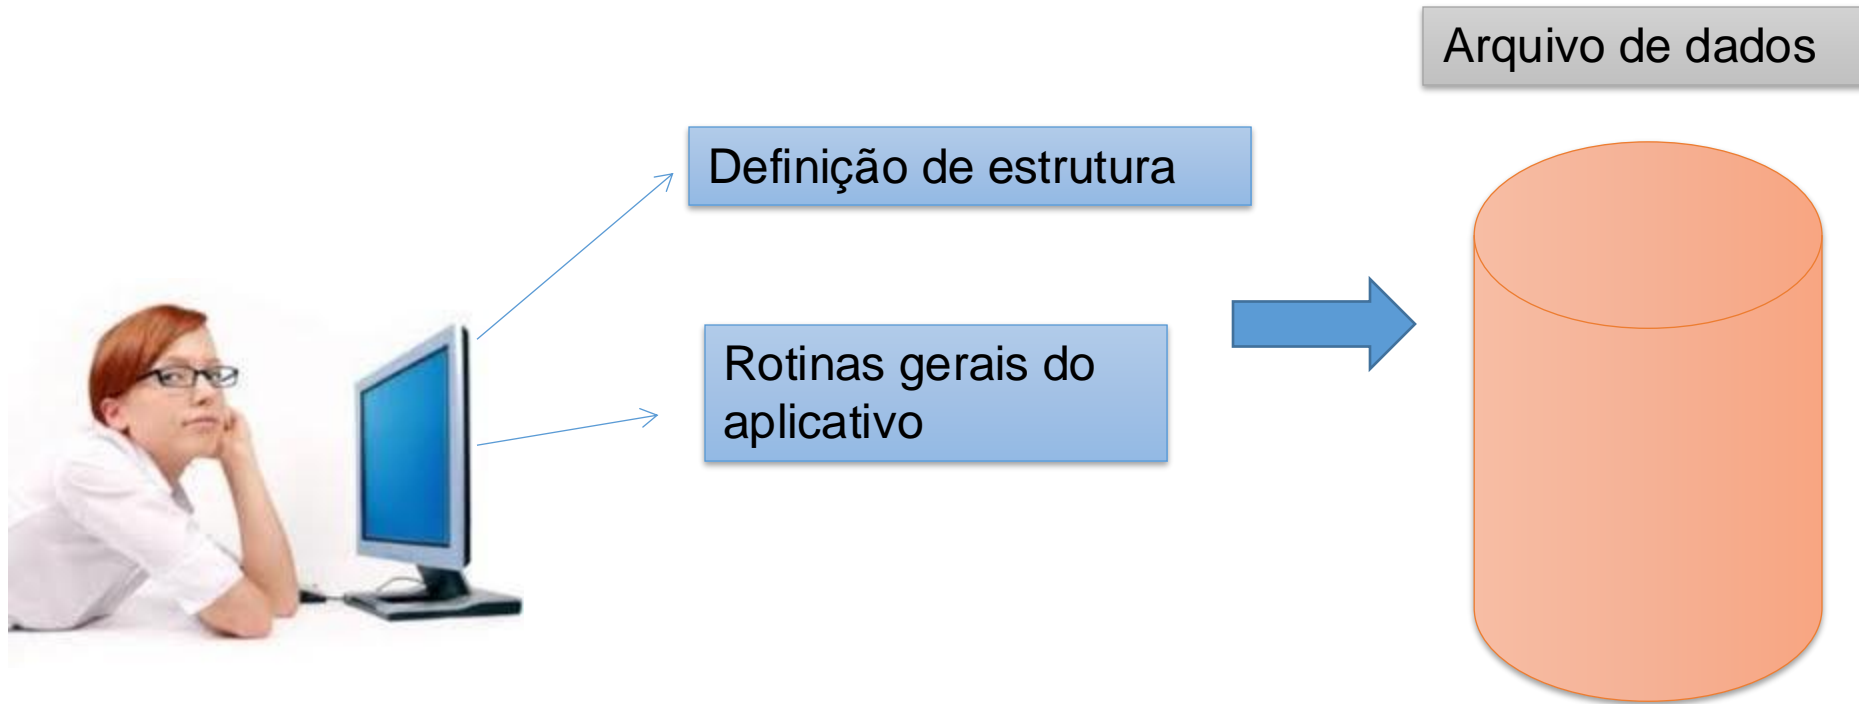 Arquivo de dados
Definição de estrutura
Rotinas gerais do
aplicativo